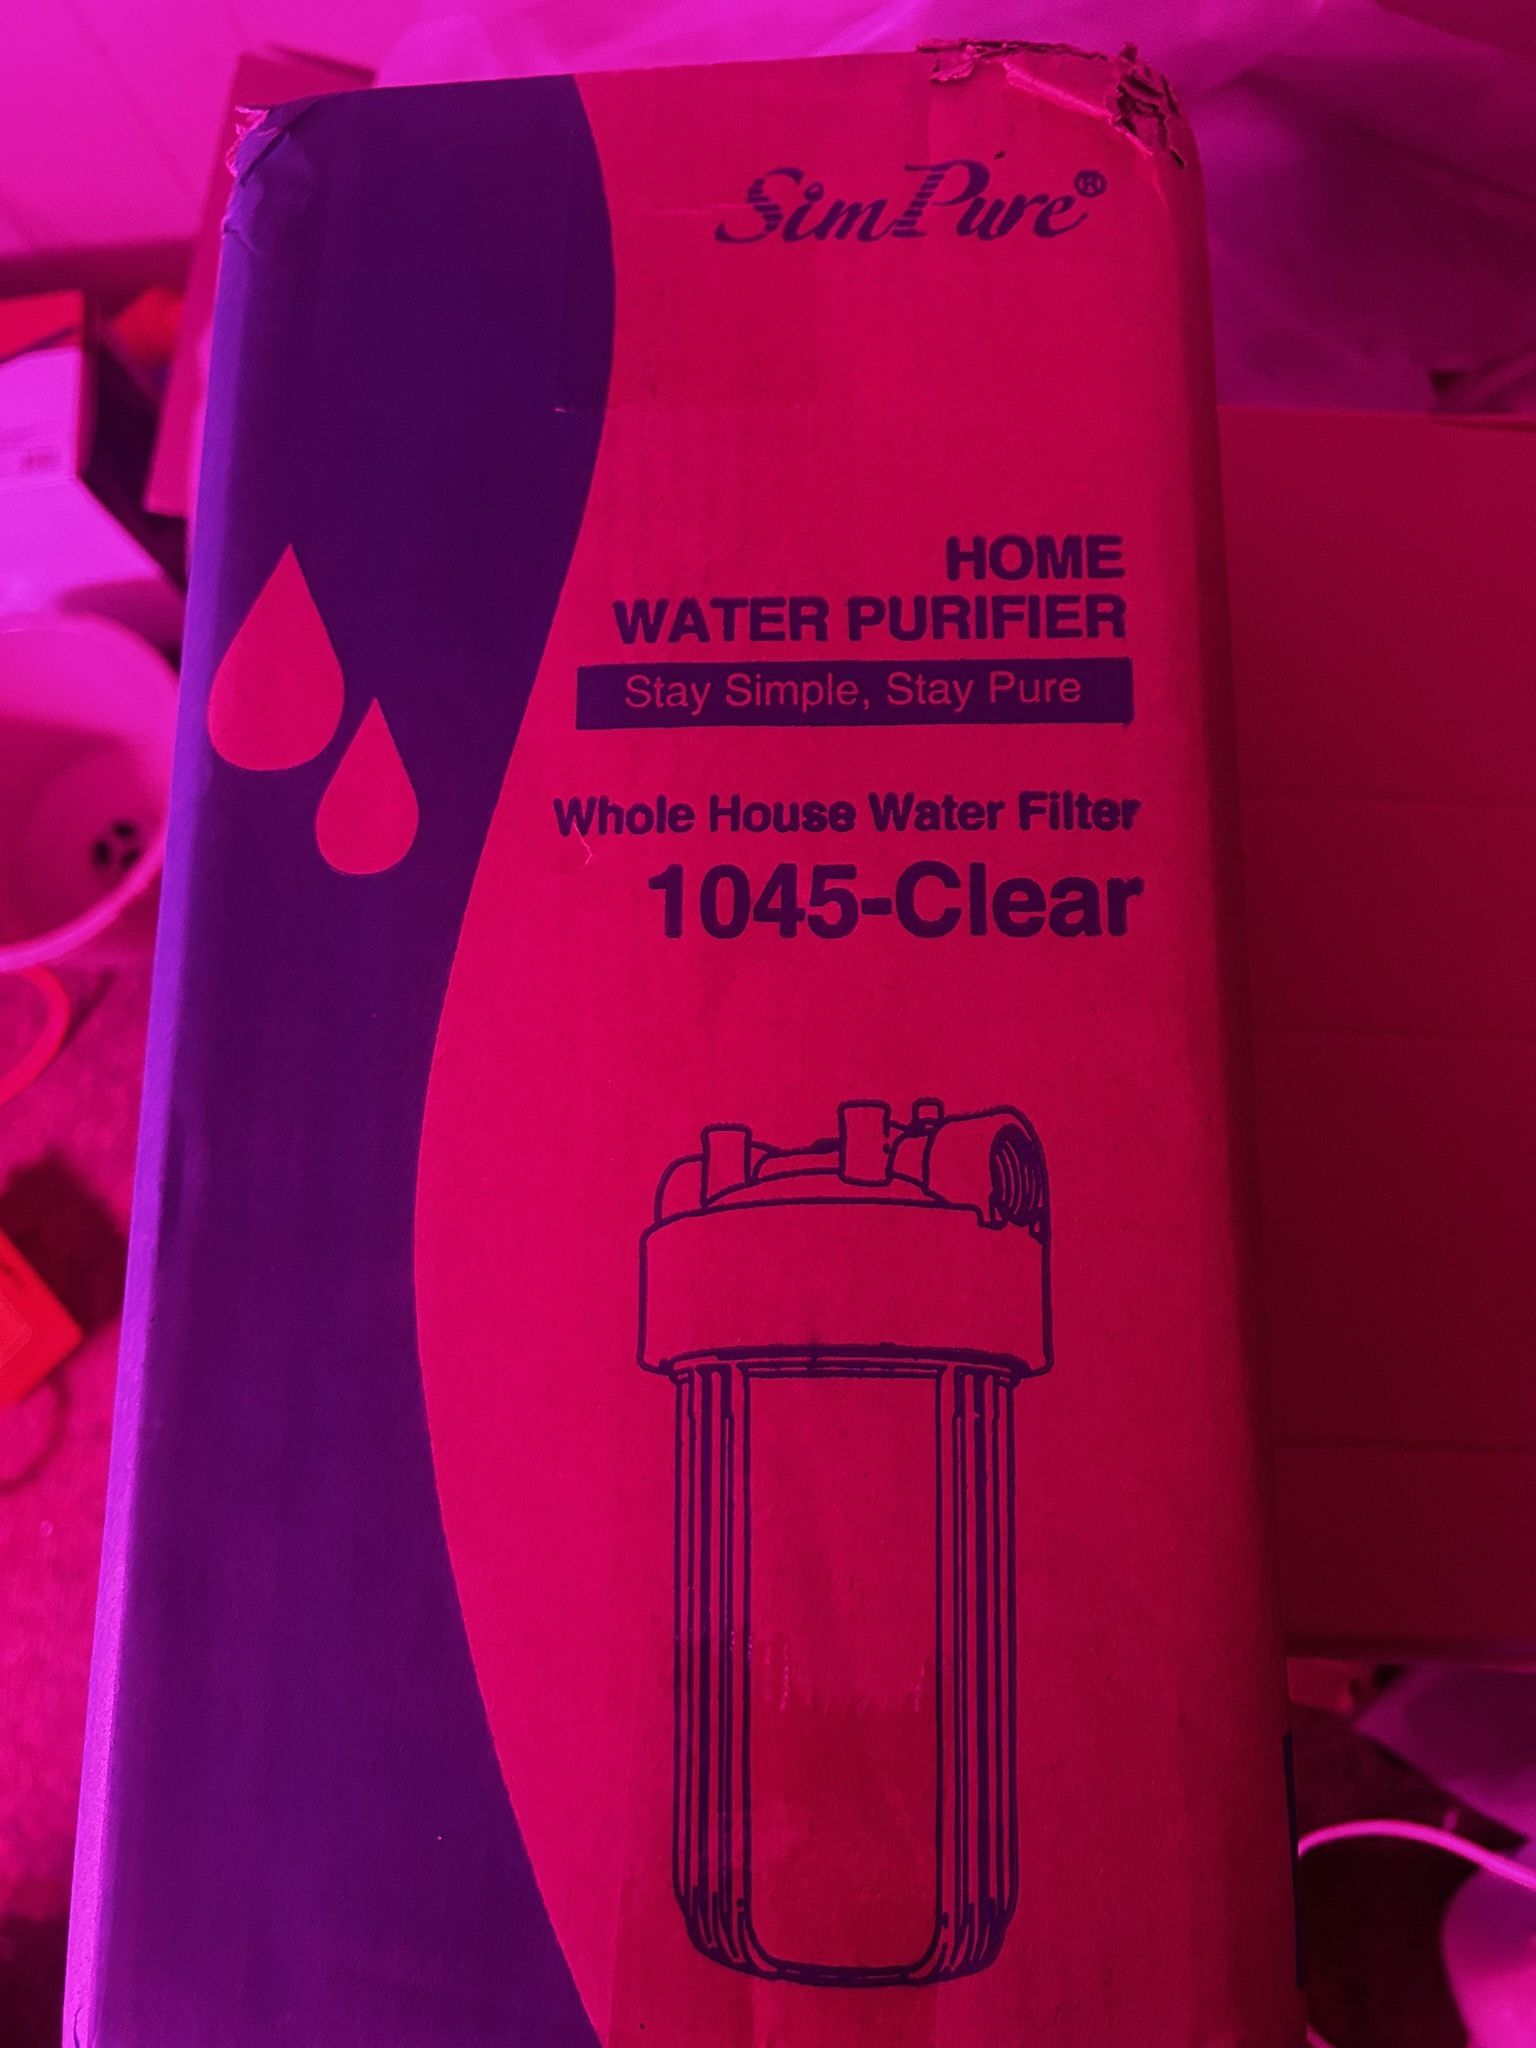 SimPure®
HOME
WATER PURIFIER
Stay Simple, Stay Pure
Whole House Water Filter
1045-Clear